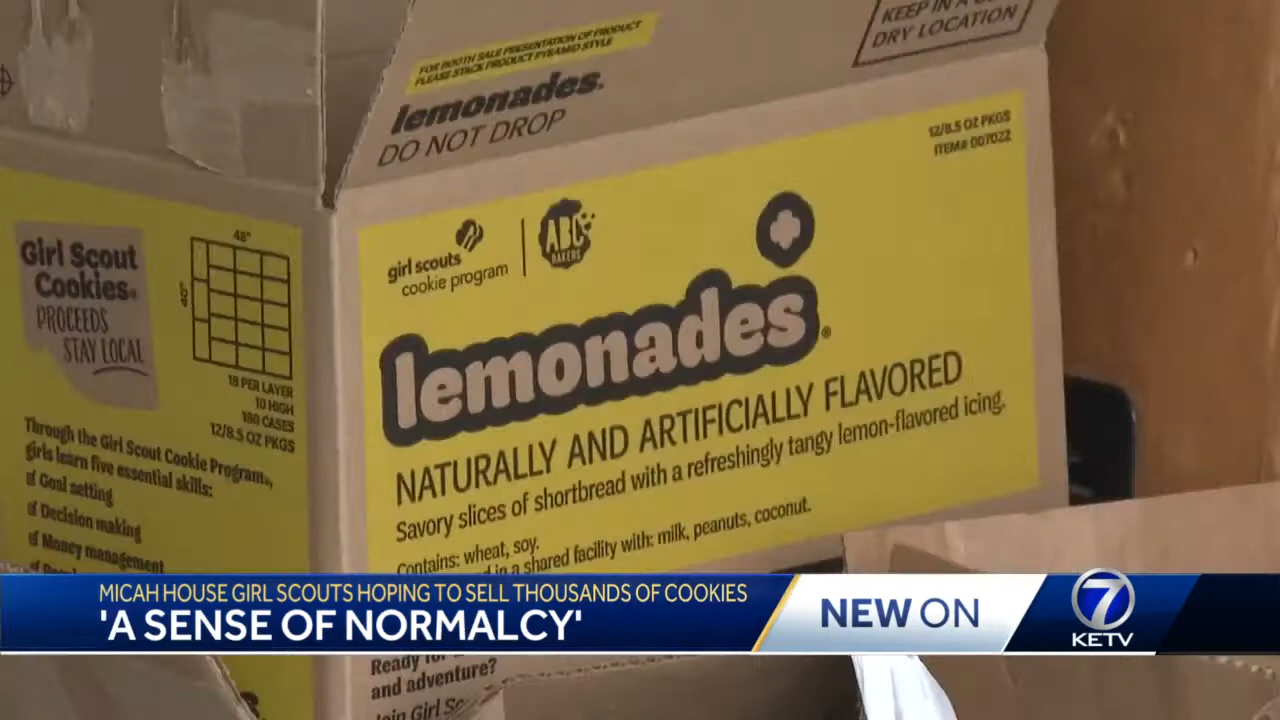 KEEP IN A
DRY LOCATION
FOR BOOTH SALE PRESENTATION OF PRODUCT
PLEASE STACK PRODUCT PYRAMID STYLE
lemonades.
DO NOT DROP
12/8.5 OZ PKGS
ITEM# 007022
girl scouts
cookie program
ABC
BAKERS
lemonades®
NATURALLY AND ARTIFICIALLY FLAVORED
Savory slices of shortbread with a refreshingly tangy lemon-flavored icing.
Contains: wheat, soy.
in a shared facility with: milk, peanuts, coconut.
Girl Scout
Cookies®
PROCEEDS
STAY LOCAL
48"
40"
18 PER LAYER
10 HIGH
180 CASES
12/8.5 OZ PKGS
Through the Girl Scout Cookie Program®,
girls learn five essential skills:
Goal setting
Decision making
Money management
MICAH HOUSE GIRL SCOUTS HOPING TO SELL THOUSANDS OF COOKIES
'A SENSE OF NORMALCY'
NEW ON
7
KETV
Ready for
and adventure?
Join Girl